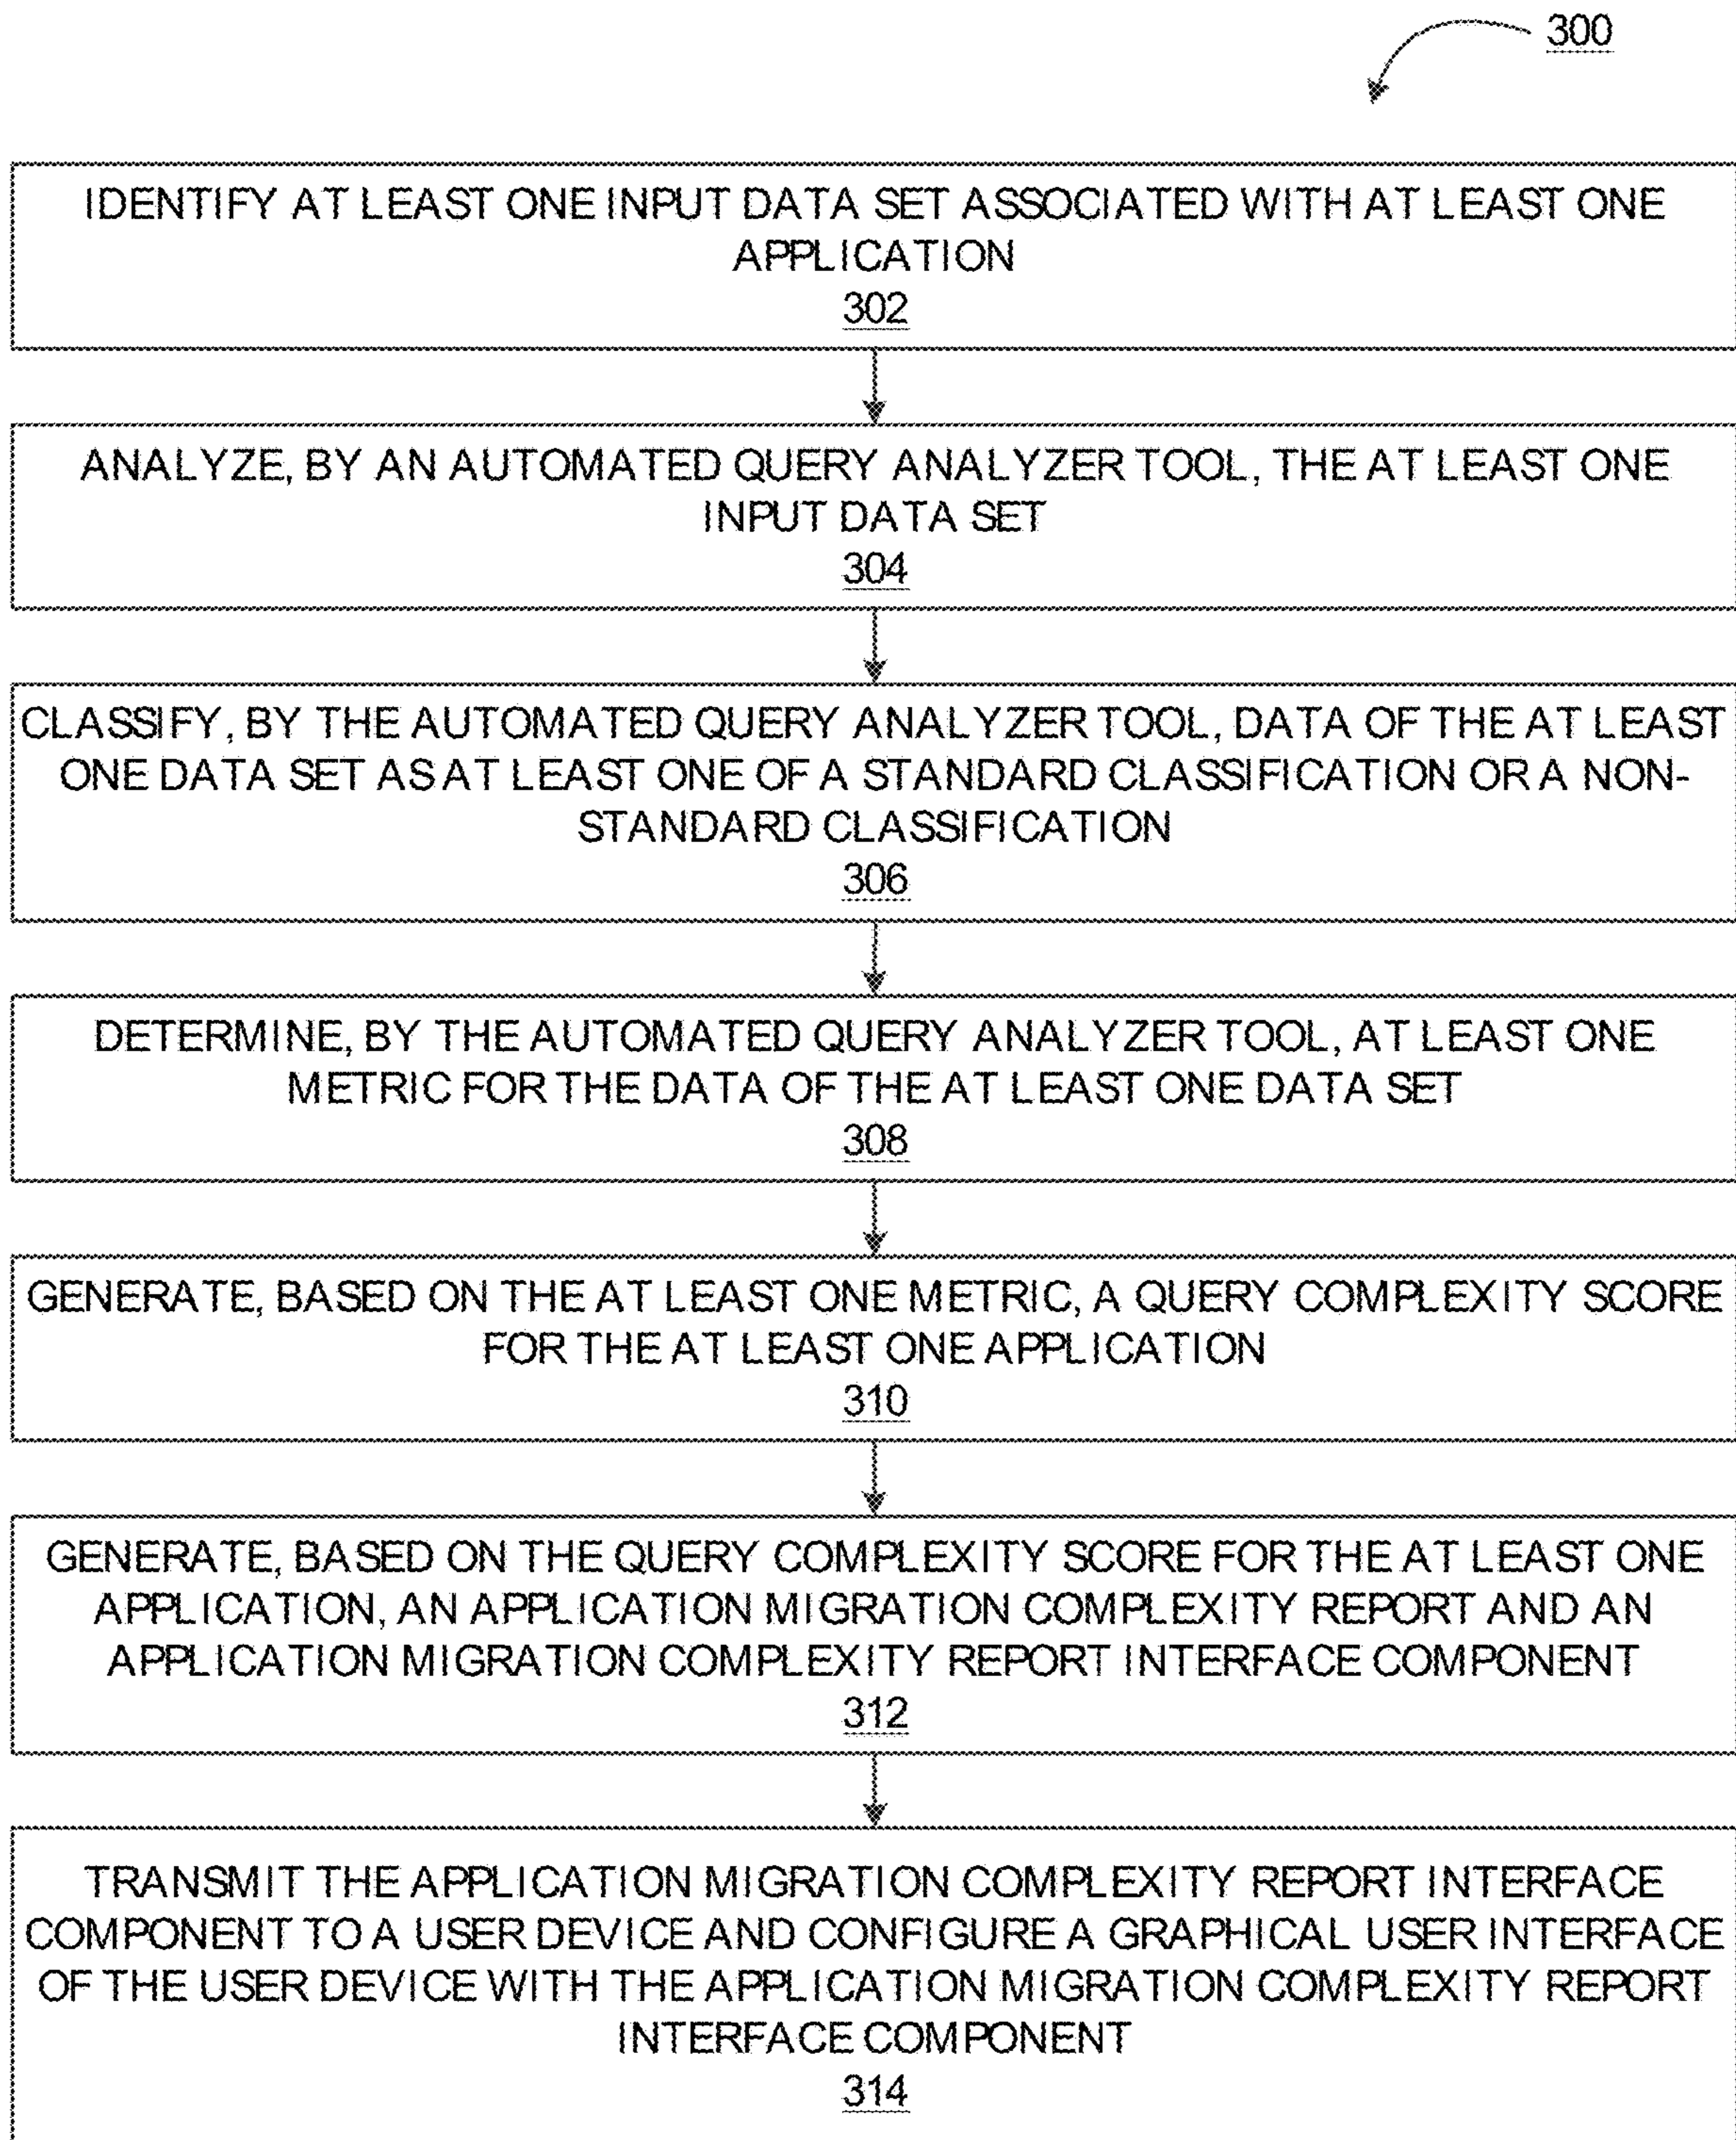 300
IDENTIFY AT LEAST ONE INPUT DATA SET ASSOCIATED WITH AT LEAST ONE
APPLICATION
302
ANALYZE, BY AN AUTOMATED QUERY ANALYZER TOOL, THE AT LEAST ONE
INPUT DATA SET
304
CLASSIFY, BY THE AUTOMATED QUERY ANALYZER TOOL, DATA OF THE AT LEAST
ONE DATA SET AS AT LEAST ONE OF A STANDARD CLASSIFICATION OR A NON-
STANDARD CLASSIFICATION
306
DETERMINE, BY THE AUTOMATED QUERY ANALYZER TOOL, AT LEAST ONE
METRIC FOR THE DATA OF THE AT LEAST ONE DATA SET
308
GENERATE, BASED ON THE AT LEAST ONE METRIC, A QUERY COMPLEXITY SCORE
FOR THE AT LEAST ONE APPLICATION
310
GENERATE, BASED ON THE QUERY COMPLEXITY SCORE FOR THE AT LEAST ONE
APPLICATION, AN APPLICATION MIGRATION COMPLEXITY REPORT AND AN
APPLICATION MIGRATION COMPLEXITY REPORT INTERFACE COMPONENT
312
TRANSMIT THE APPLICATION MIGRATION COMPLEXITY REPORT INTERFACE
COMPONENT TO A USER DEVICE AND CONFIGURE A GRAPHICAL USER INTERFACE
OF THE USER DEVICE WITH THE APPLICATION MIGRATION COMPLEXITY REPORT
INTERFACE COMPONENT
314